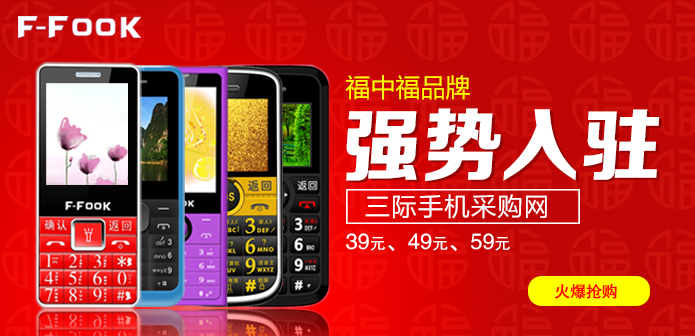 F-FOOK
福中福品牌
强势入驻
三际手机采购网
39元、49元、59元
火爆抢购
F-FOOK
确认
返回
返回
返回